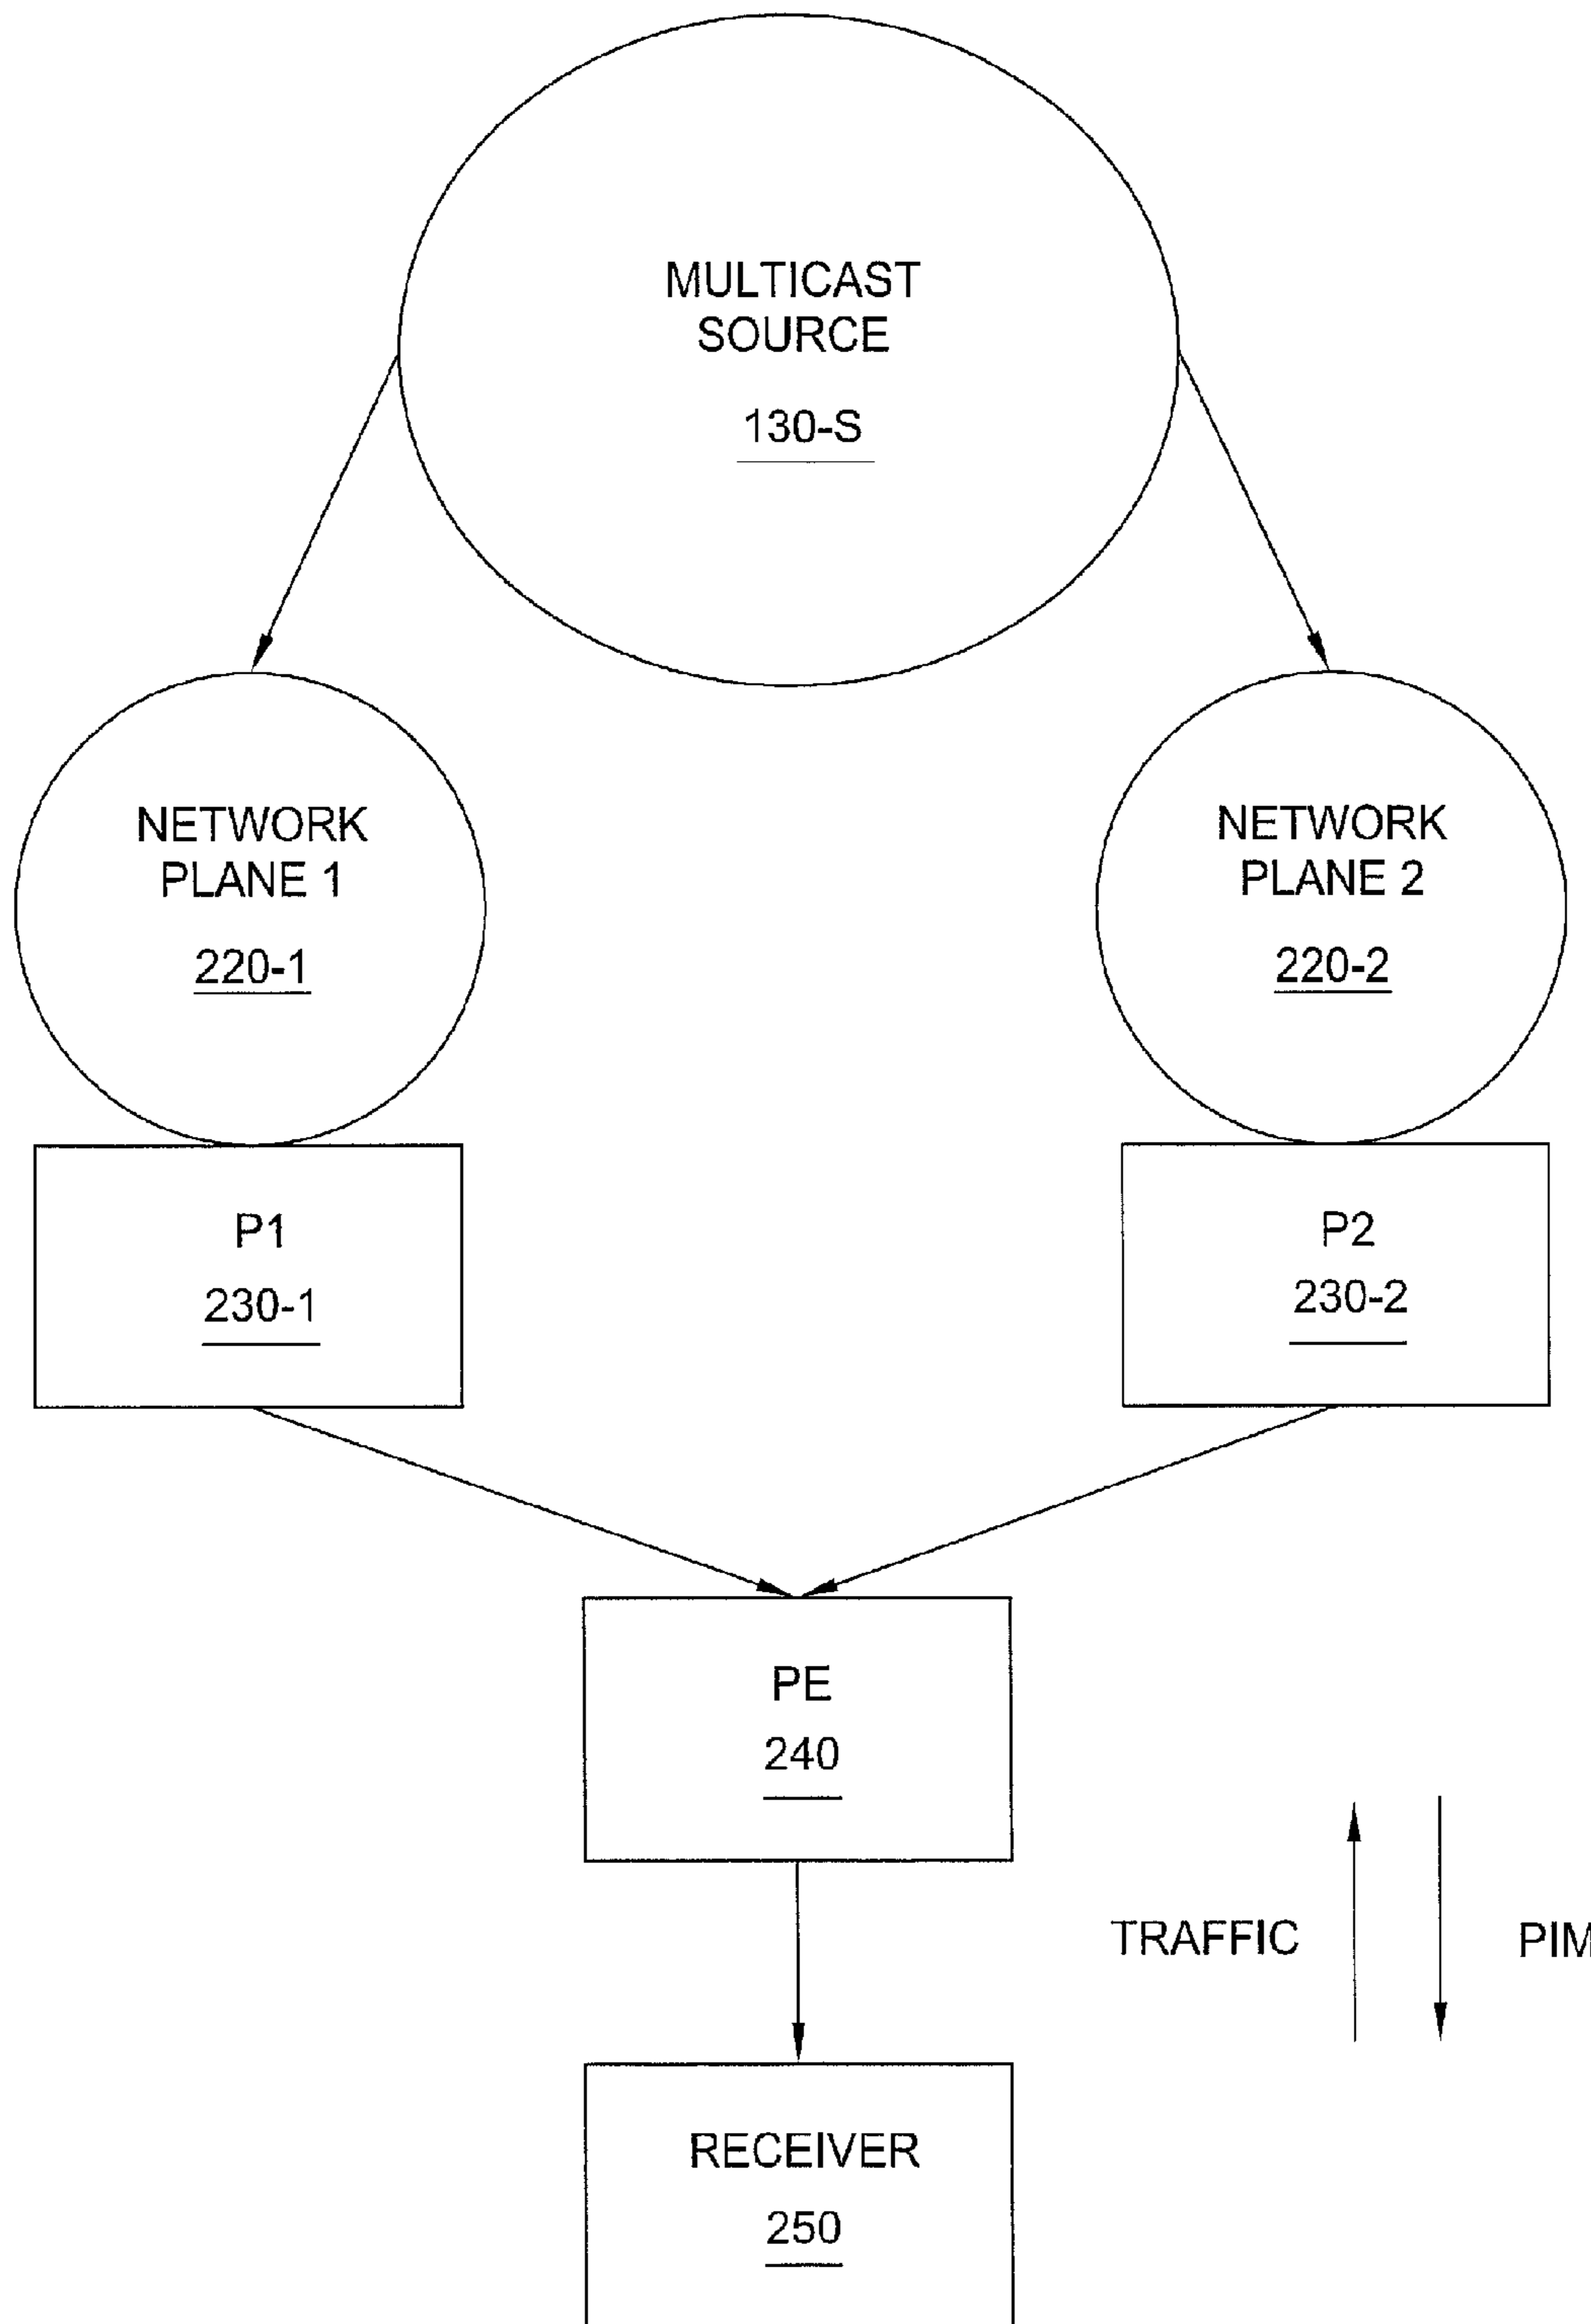 MULTICAST
SOURCE
130-S
NETWORK
PLANE 1
220-1
NETWORK
PLANE 2
220-2
P1
230-1
P2
230-2
PE
240
TRAFFIC
PIM
RECEIVER
250